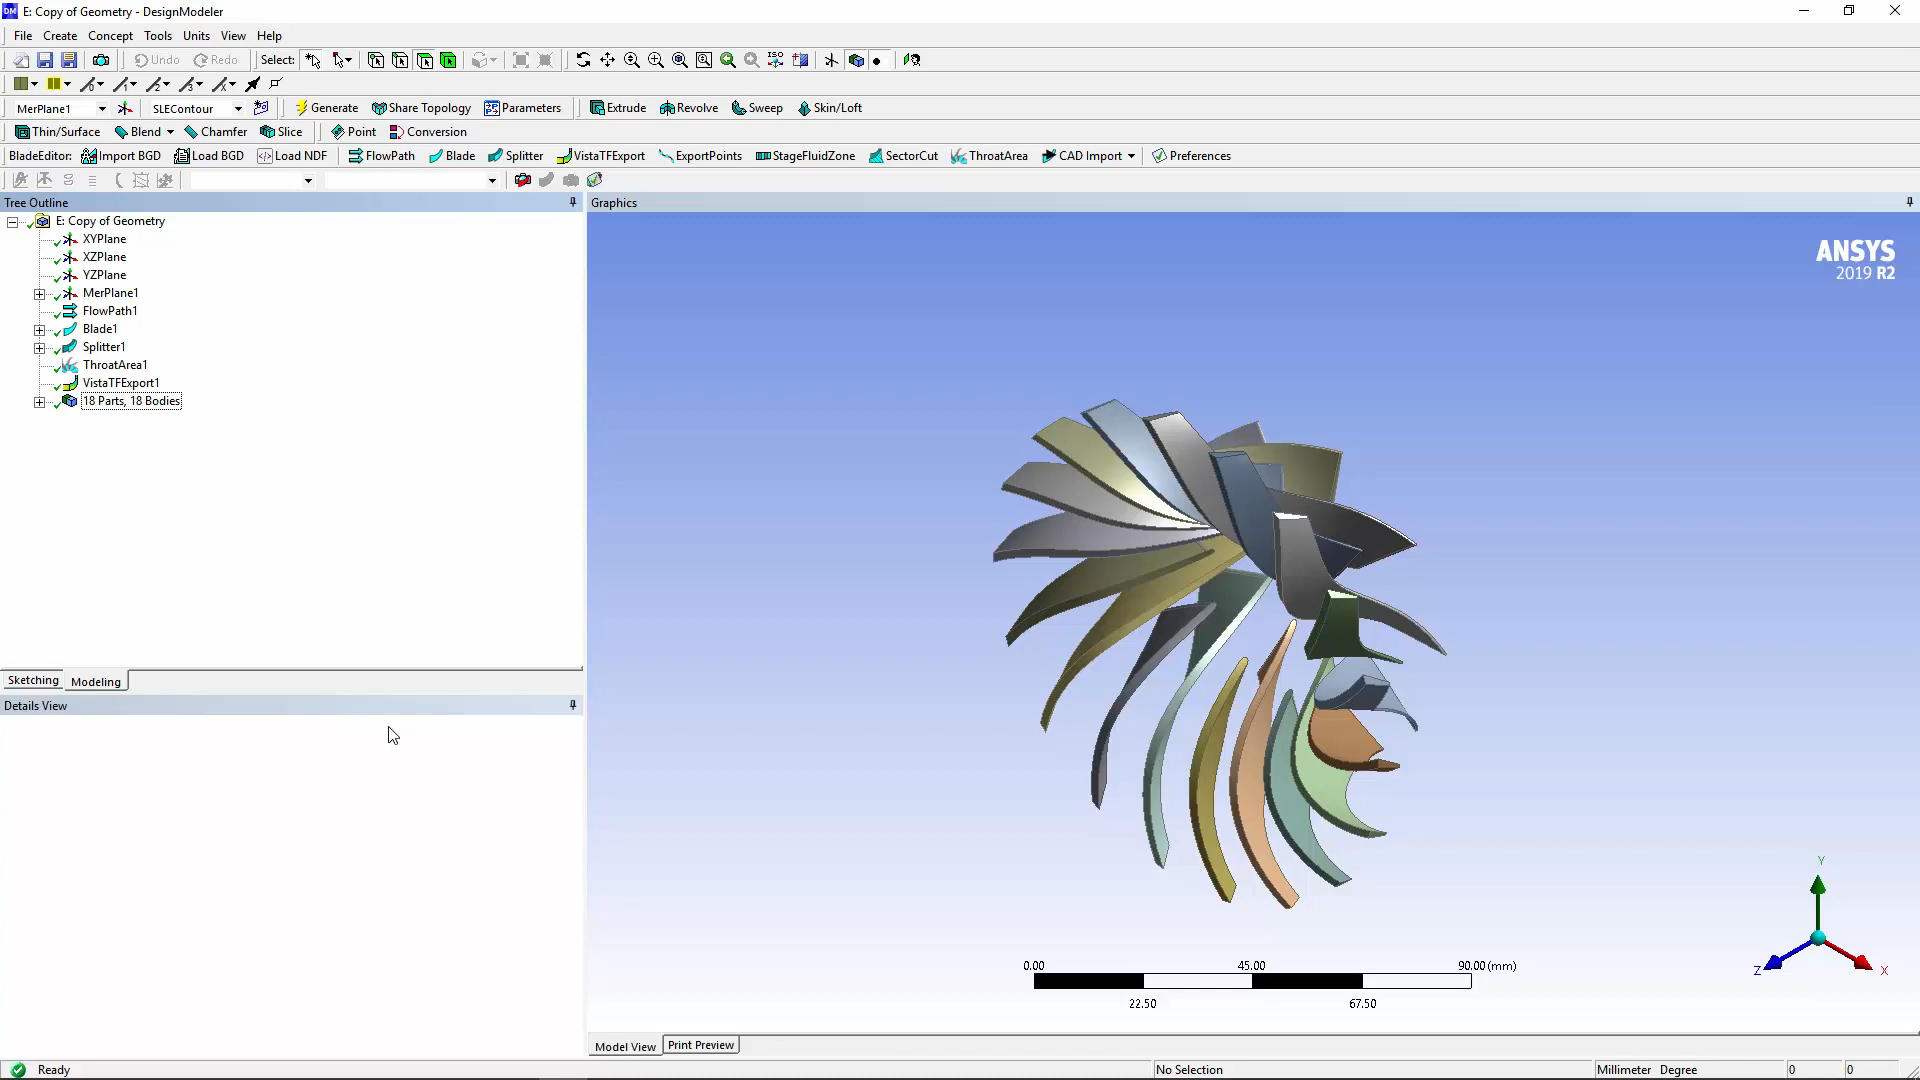 DM E: Copy of Geometry - DesignModeler
File Create Concept Tools Units View Help
Undo Redo Select: ISO
MerPlane1 SLEContour Generate Share Topology Parameters Extrude Revolve Sweep Skin/Loft
Thin/Surface Blend Chamfer Slice Point Conversion
BladeEditor: Import BGD Load BGD Load NDF FlowPath Blade Splitter VistaTFExport ExportPoints StageFluidZone SectorCut ThroatArea CAD Import Preferences
Tree Outline
E: Copy of Geometry
XYPlane
XZPlane
YZPlane
MerPlane1
FlowPath1
Blade1
Splitter1
ThroatArea1
VistaTFExport1
18 Parts, 18 Bodies
Sketching Modeling
Details View
Graphics
ANSYS
2019 R2
0.00 45.00 90.00 (mm)
22.50 67.50
Y
Z
X
Model View Print Preview
Ready No Selection Millimeter Degree 0 0